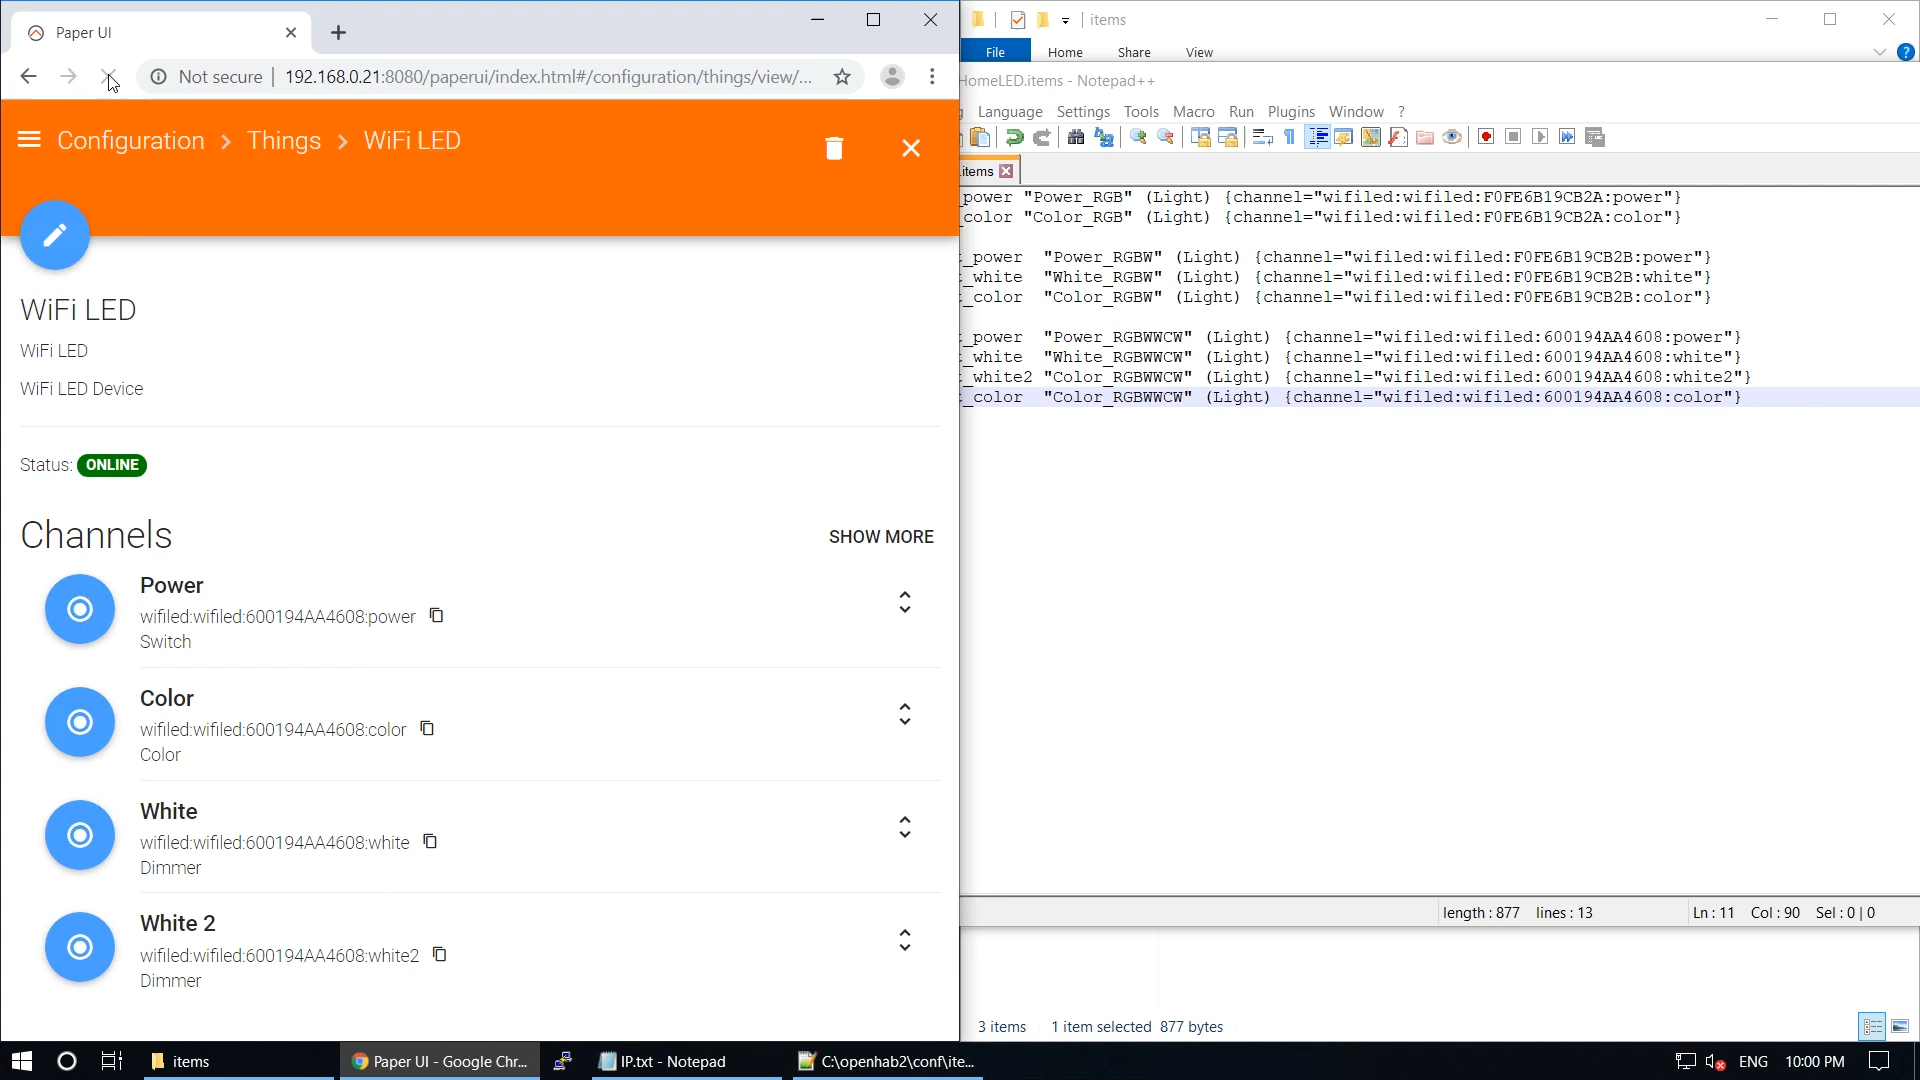 Paper UI
Not secure
192.168.0.21:8080/paperui/index.html#/configuration/things/view/...
Configuration > Things > WiFi LED
WiFi LED
WiFi LED
WiFi LED Device
Status: ONLINE
Channels
SHOW MORE
Power
wifiled:wifiled:600194AA4608:power
Switch
Color
wifiled:wifiled:600194AA4608:color
Color
White
wifiled:wifiled:600194AA4608:white
Dimmer
White 2
wifiled:wifiled:600194AA4608:white2
Dimmer
items
File Home Share View
HomeLED.items - Notepad++
Language Settings Tools Macro Run Plugins Window ?
.items
_power "Power_RGB" (Light) {channel="wifiled:wifiled:F0FE6B19CB2A:power"}
_color "Color_RGB" (Light) {channel="wifiled:wifiled:F0FE6B19CB2A:color"}
_power "Power_RGBW" (Light) {channel="wifiled:wifiled:F0FE6B19CB2B:power"}
_white "White_RGBW" (Light) {channel="wifiled:wifiled:F0FE6B19CB2B:white"}
_color "Color_RGBW" (Light) {channel="wifiled:wifiled:F0FE6B19CB2B:color"}
_power "Power_RGBWWCW" (Light) {channel="wifiled:wifiled:600194AA4608:power"}
_white "White_RGBWWCW" (Light) {channel="wifiled:wifiled:600194AA4608:white"}
_white2 "Color_RGBWWCW" (Light) {channel="wifiled:wifiled:600194AA4608:white2"}
_color "Color_RGBWWCW" (Light) {channel="wifiled:wifiled:600194AA4608:color"}
length : 877 lines : 13 Ln : 11 Col : 90 Sel : 0 | 0
3 items 1 item selected 877 bytes
items
Paper UI - Google Chr...
IP.txt - Notepad
C:\openhab2\conf\ite...
ENG 10:00 PM